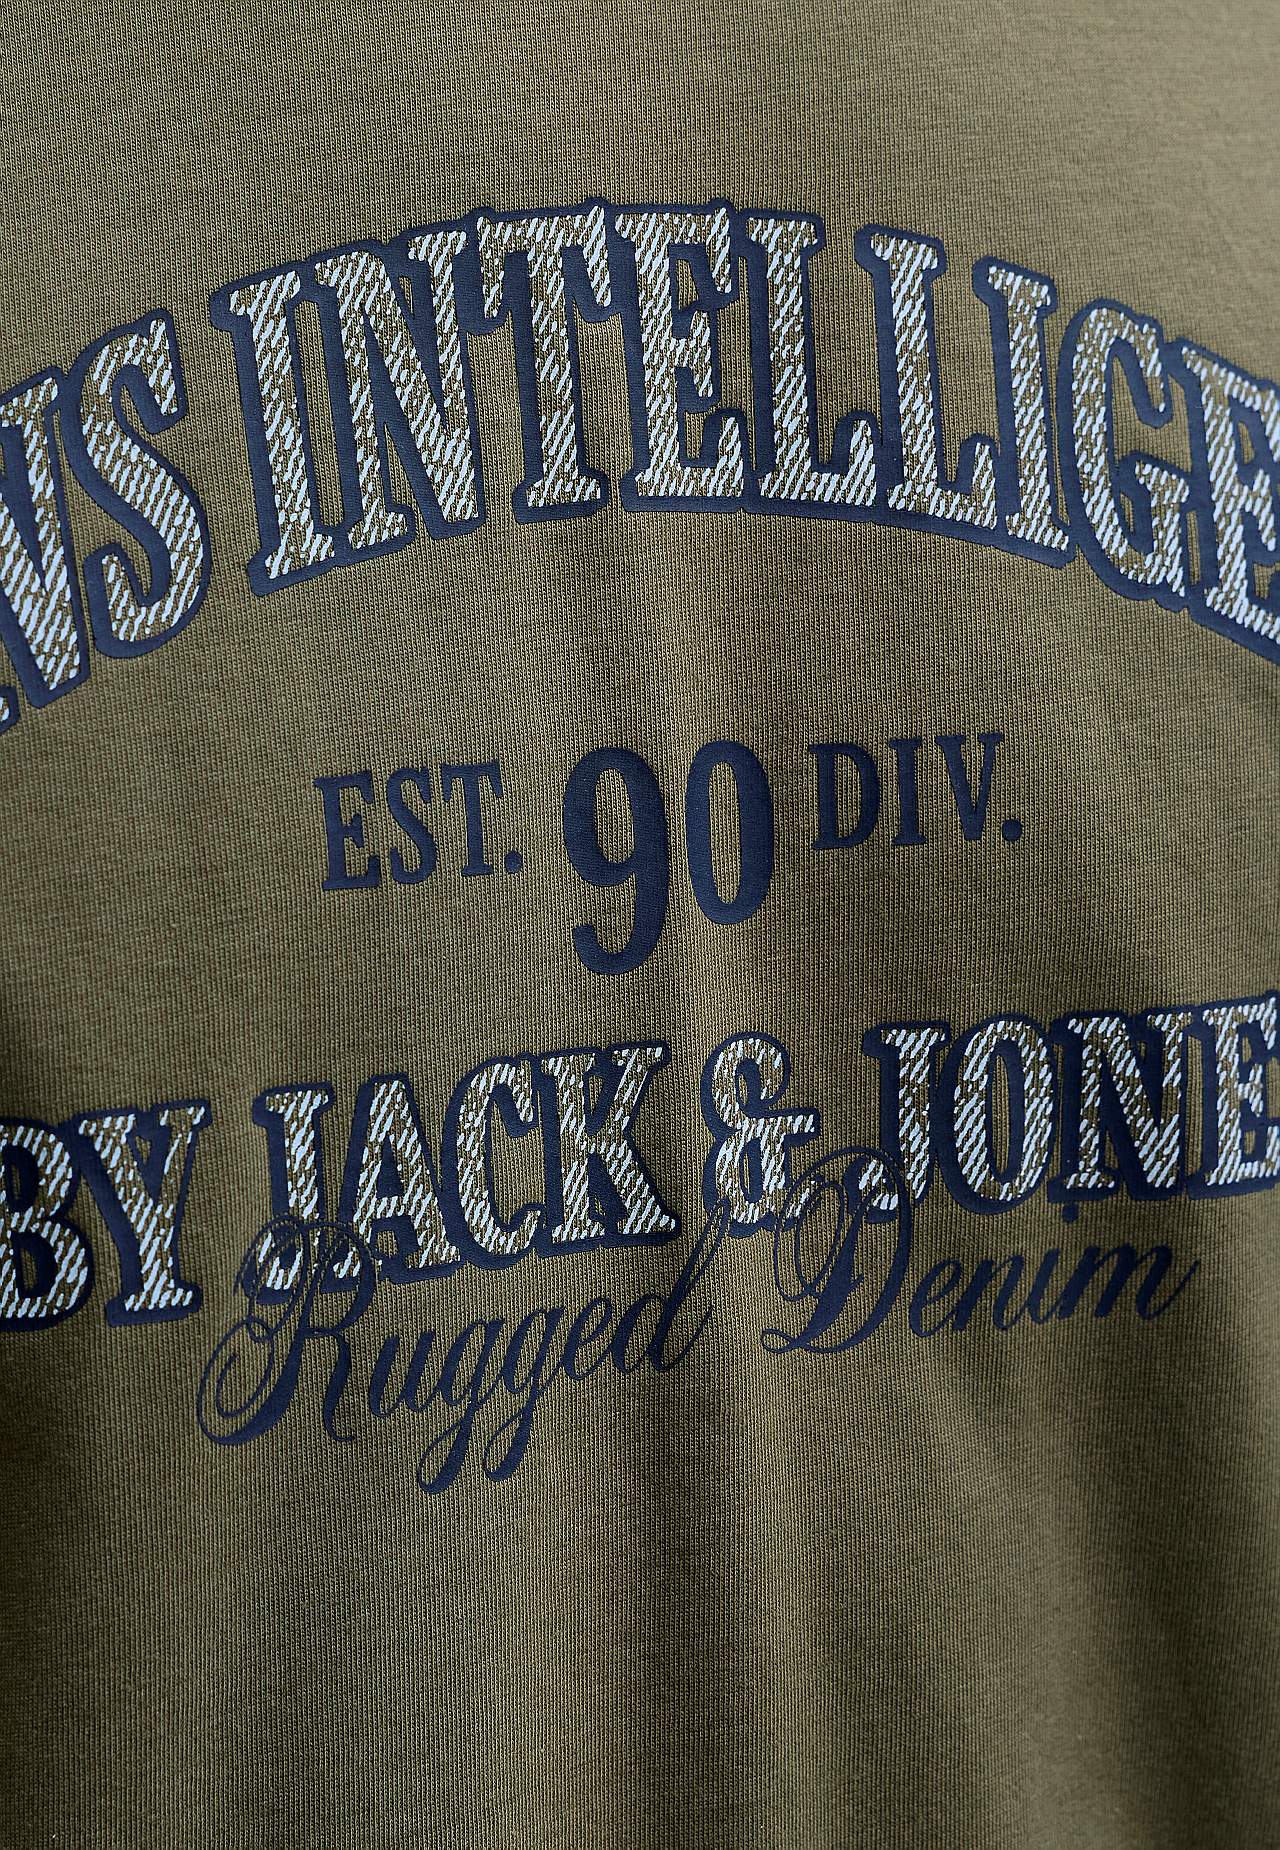 NS INTELLIGE
EST. 90 DIV.
BY JACK & JONE
Rugged Denim